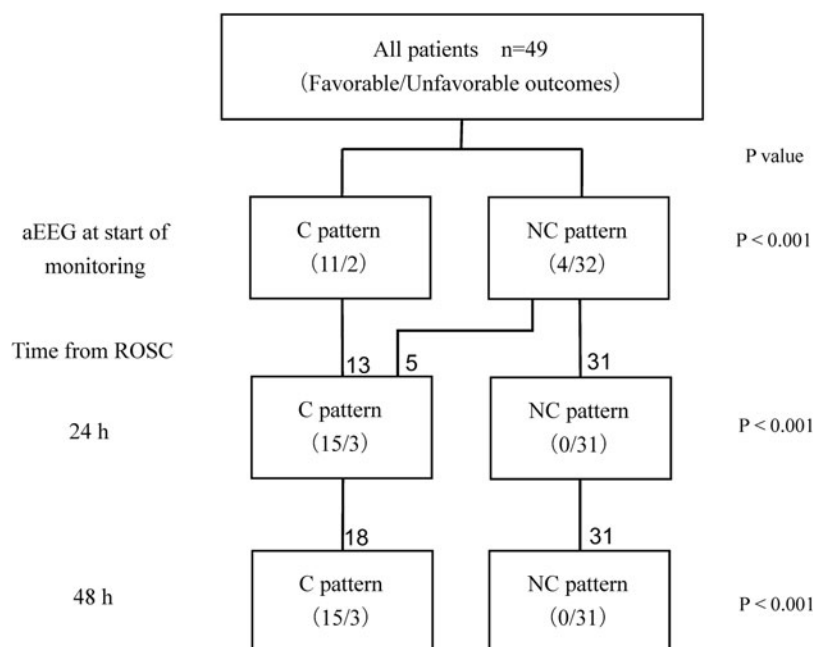 All patients n=49
(Favorable/Unfavorable outcomes)
P value
aEEG at start of
monitoring
C pattern
(11/2)
NC pattern
(4/32)
P < 0.001
Time from ROSC
13
5
31
24 h
C pattern
(15/3)
NC pattern
(0/31)
P < 0.001
18
31
48 h
C pattern
(15/3)
NC pattern
(0/31)
P < 0.001